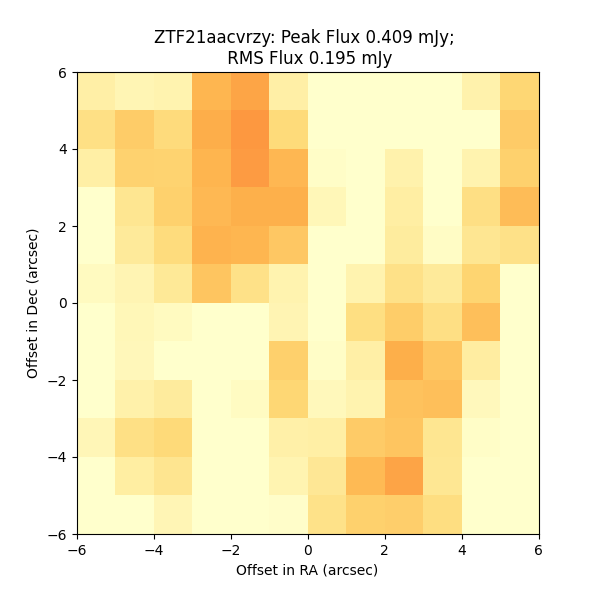 ZTF21aacvrzy: Peak Flux 0.409 mJy;
RMS Flux 0.195 mJy
6
4
2
0
−2
−4
−6
Offset in Dec (arcsec)
−6 −4 −2 0 2 4 6
Offset in RA (arcsec)